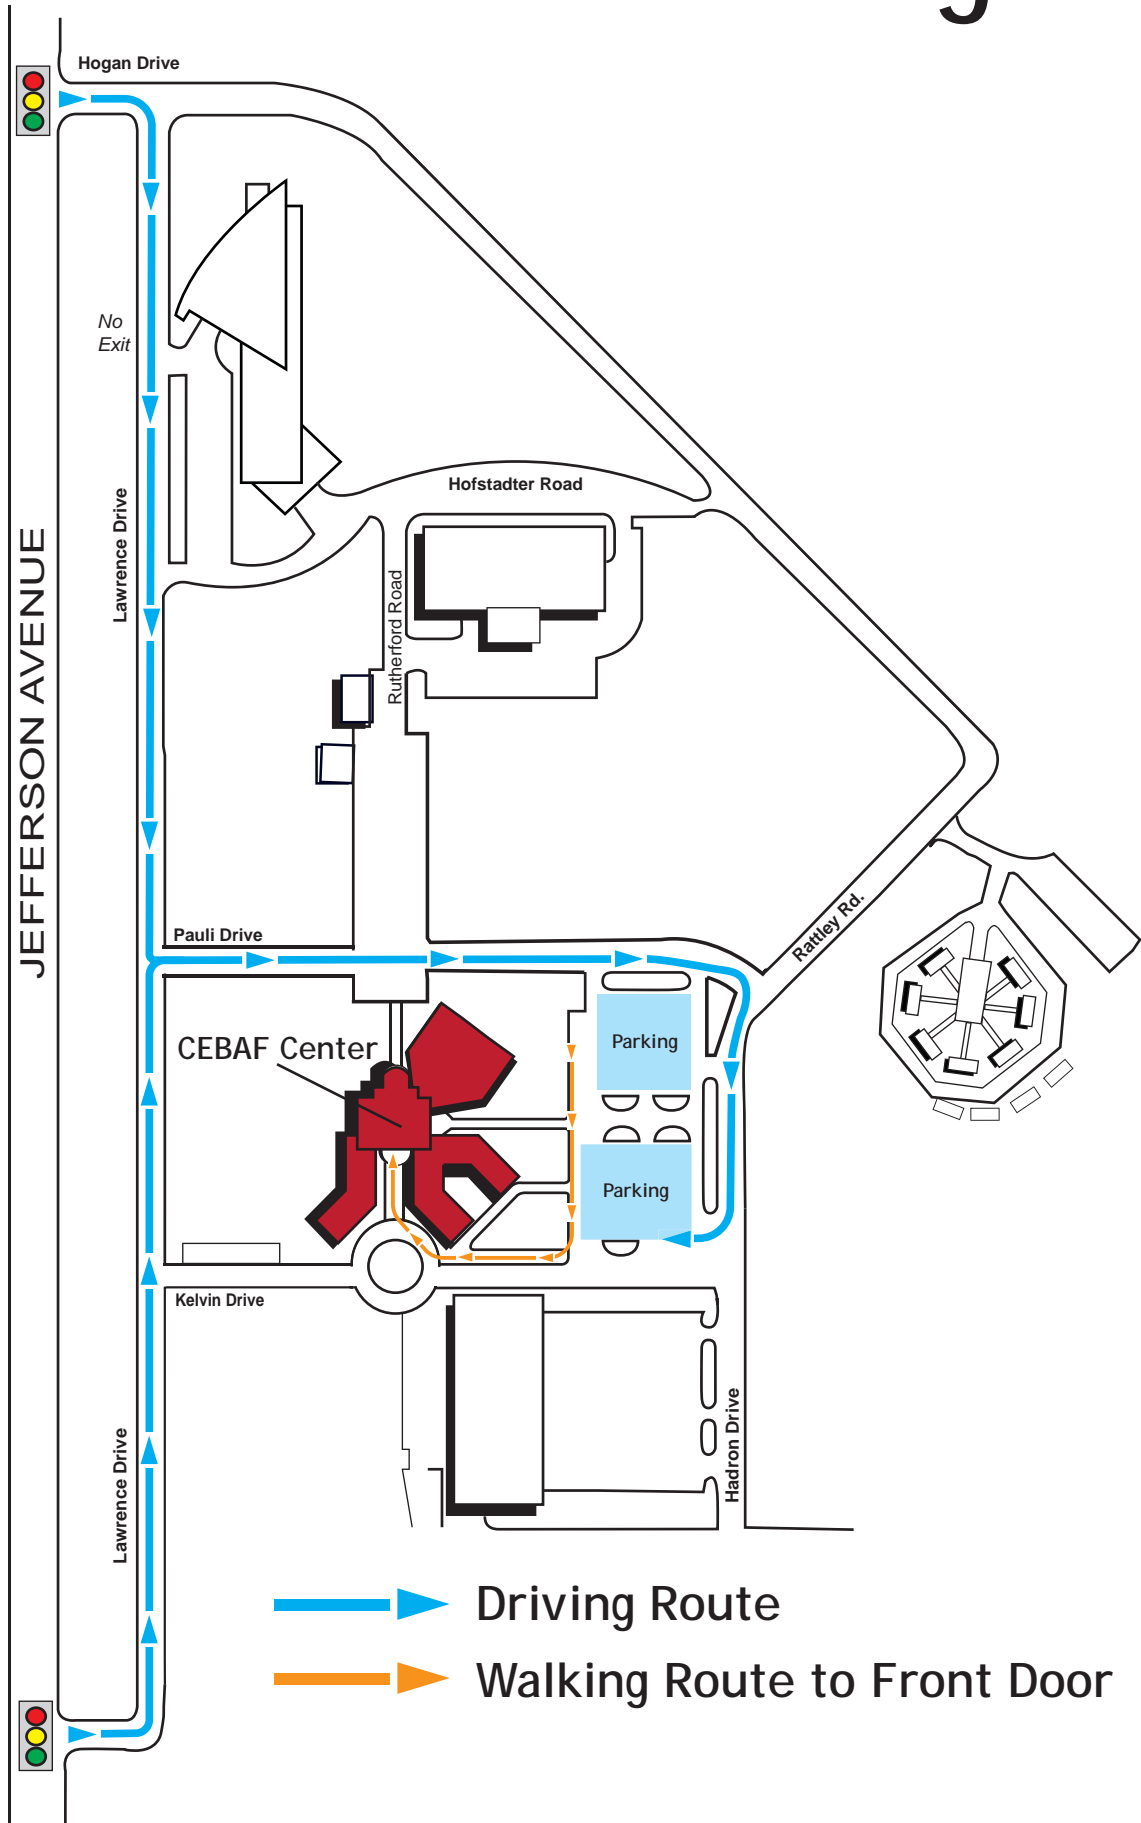 Hogan Drive
No
Exit
Hofstadter Road
Lawrence Drive
Rutherford Road
JEFFERSON AVENUE
Pauli Drive
Rattley Rd.
CEBAF Center
Parking
Parking
Kelvin Drive
Hadron Drive
Lawrence Drive
Driving Route
Walking Route to Front Door